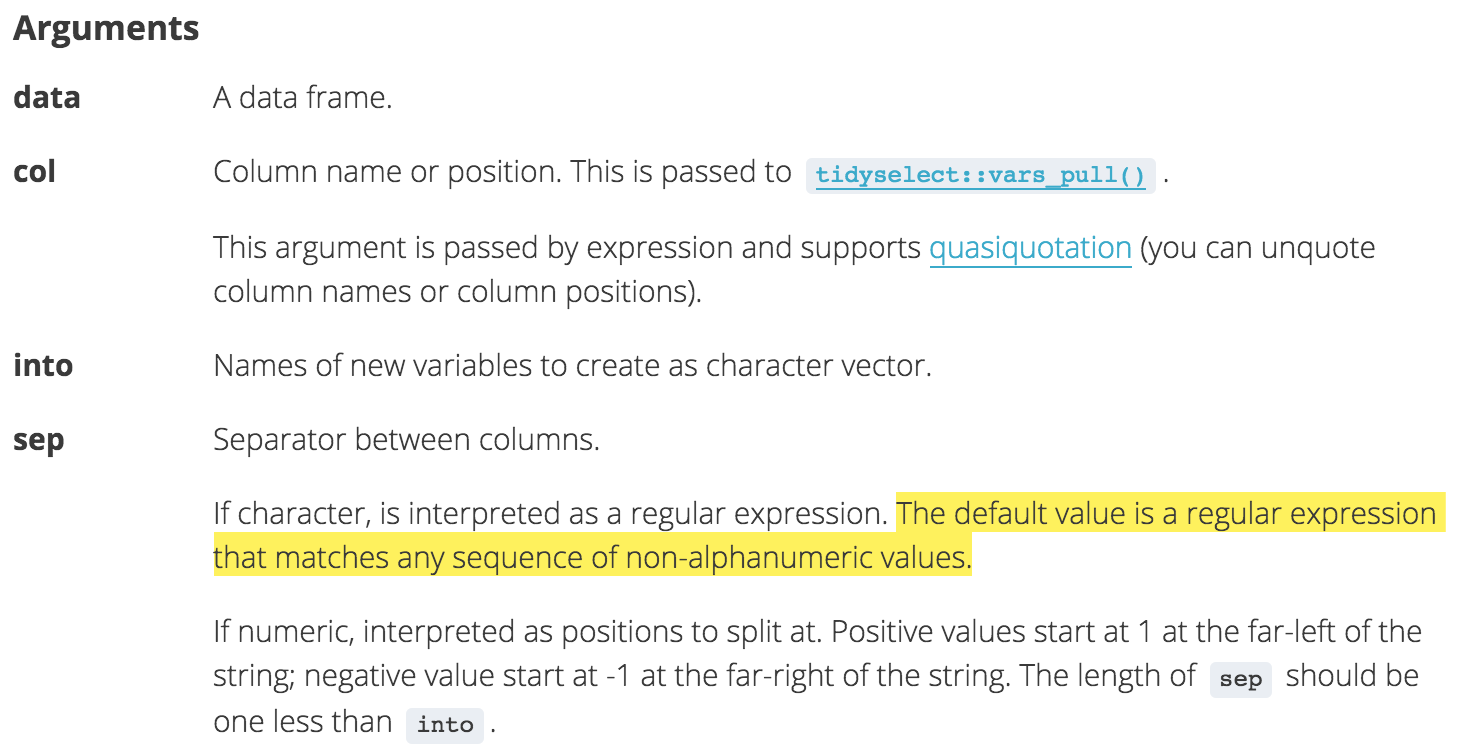 Arguments
data A data frame.
col Column name or position. This is passed to tidyselect::vars_pull() .
This argument is passed by expression and supports quasiquotation (you can unquote
column names or column positions).
into Names of new variables to create as character vector.
sep Separator between columns.
If character, is interpreted as a regular expression. The default value is a regular expression
that matches any sequence of non-alphanumeric values.
If numeric, interpreted as positions to split at. Positive values start at 1 at the far-left of the
string; negative value start at -1 at the far-right of the string. The length of sep should be
one less than into .